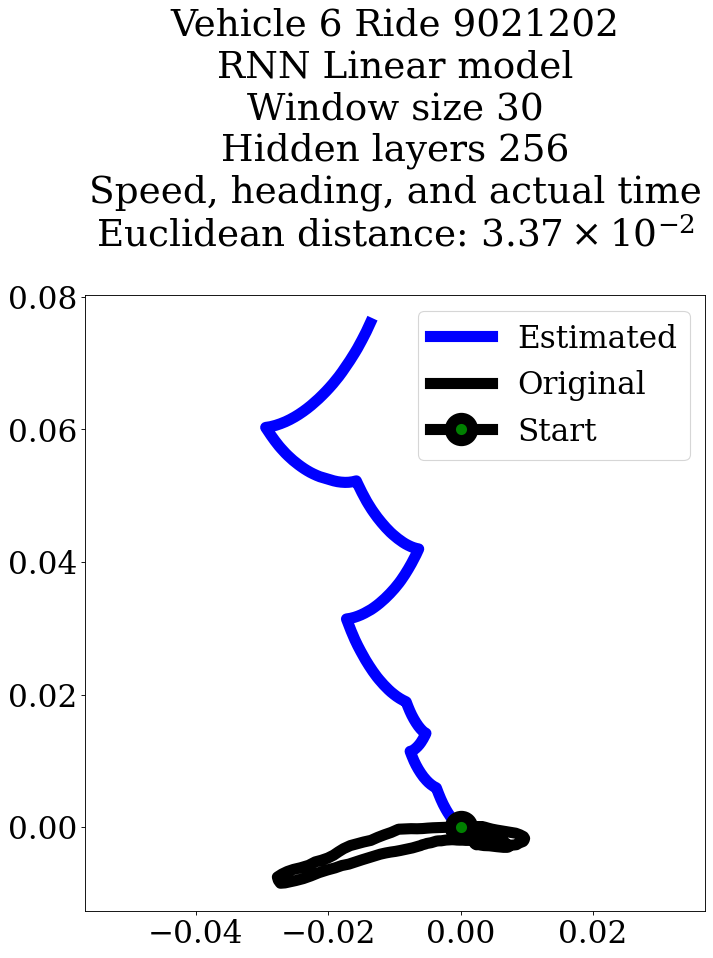 Vehicle 6 Ride 9021202
RNN Linear model
Window size 30
Hidden layers 256
Speed, heading, and actual time
Euclidean distance: 3.37 × 10⁻²
0.08
0.06
0.04
0.02
0.00
Estimated
Original
Start
−0.04
−0.02
0.00
0.02